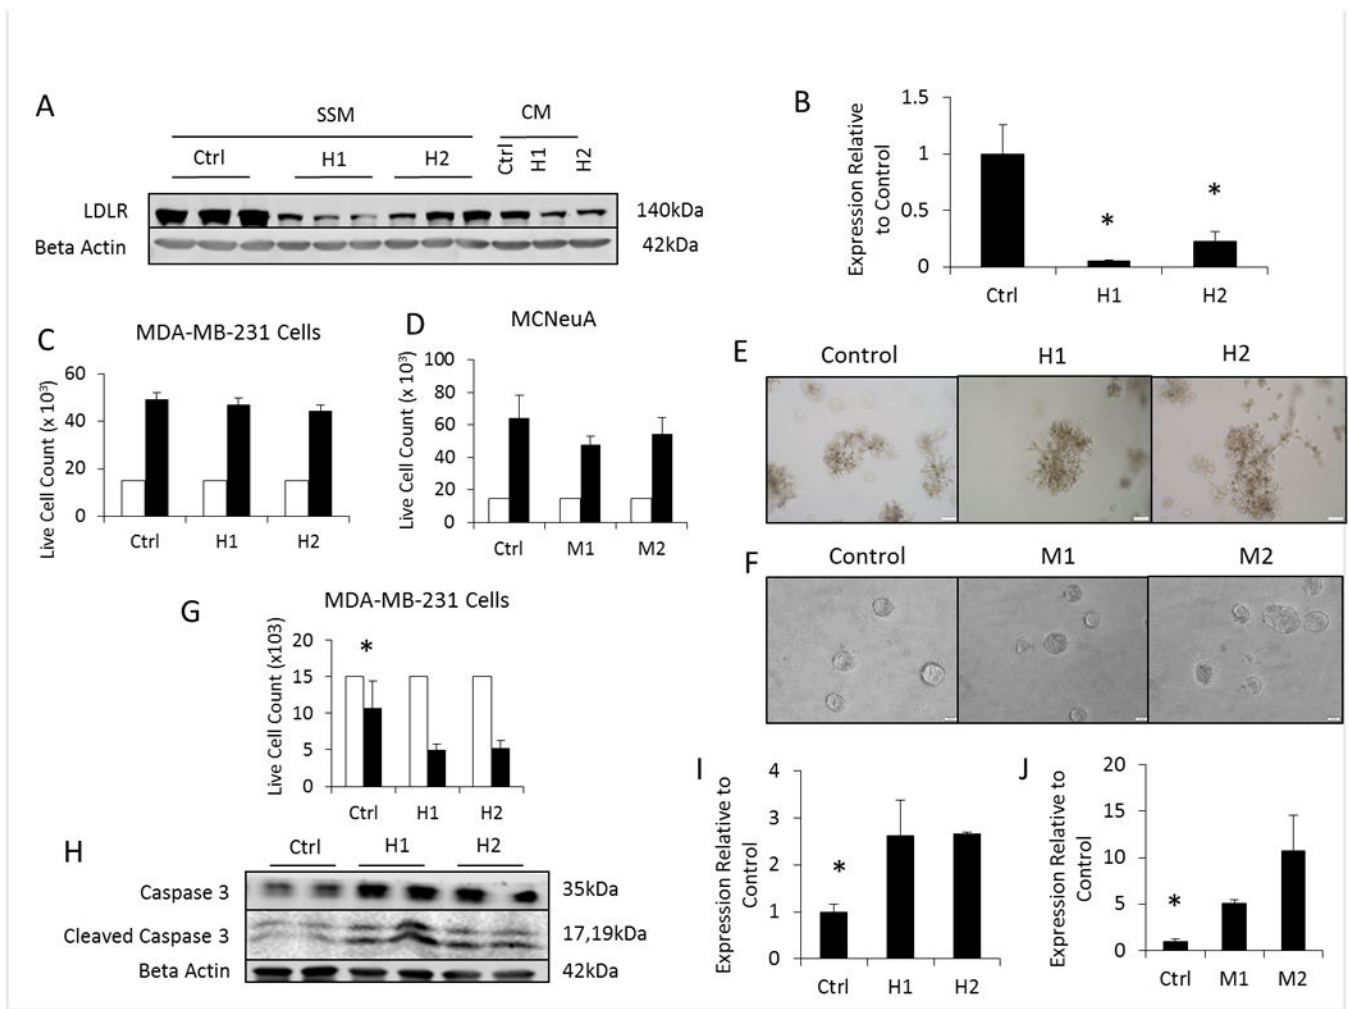 A
SSM
CM
Ctrl
H1
H2
Ctrl
H1
H2
LDLR
140kDa
Beta Actin
42kDa
B
Expression Relative
to Control
1.5
1
0.5
0
*
*
Ctrl
H1
H2
C
MDA-MB-231 Cells
Live Cell Count (x 10³)
60
40
20
0
Ctrl
H1
H2
D
MCNeuA
Live Cell Count (x 10³)
100
80
60
40
20
0
Ctrl
M1
M2
E
Control
H1
H2
F
Control
M1
M2
G
MDA-MB-231 Cells
Live Cell Count (x103)
20
15
10
5
0
*
Ctrl
H1
H2
H
Ctrl
H1
H2
Caspase 3
35kDa
Cleaved Caspase 3
17,19kDa
Beta Actin
42kDa
I
Expression Relative to
Control
4
3
2
1
0
*
Ctrl
H1
H2
J
Expression Relative to
Control
20
15
10
5
0
*
Ctrl
M1
M2